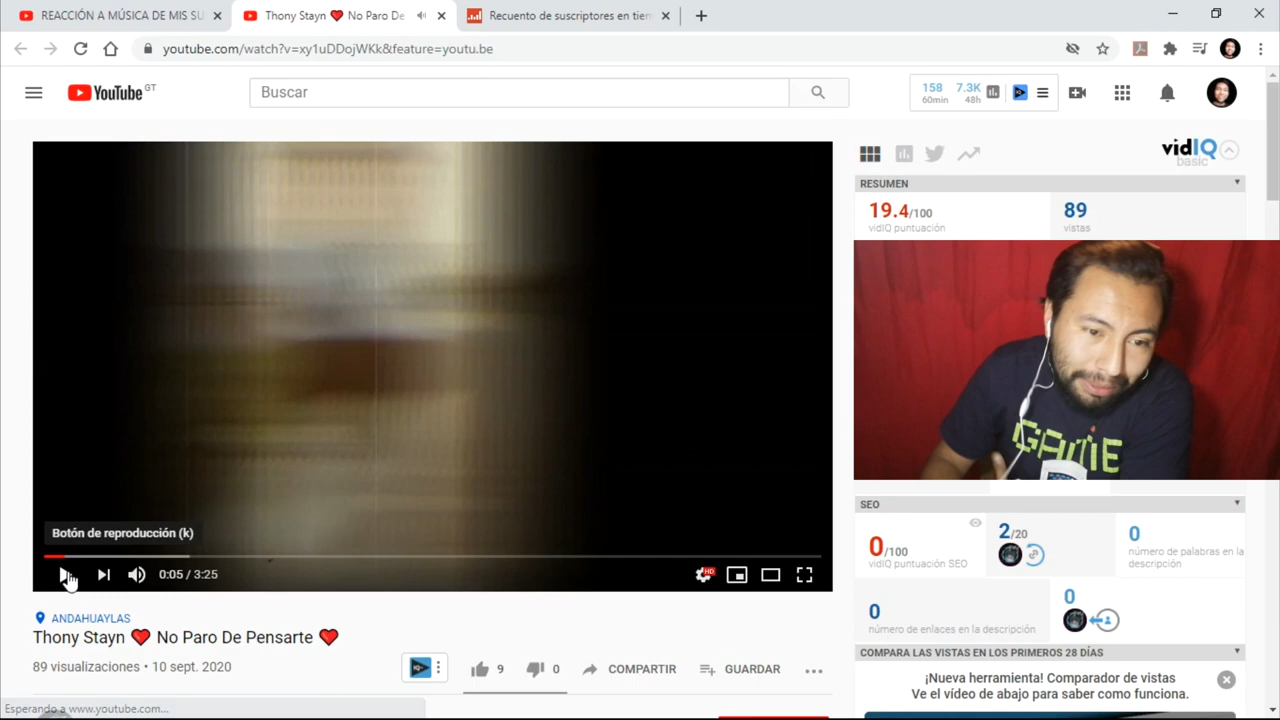 REACCIÓN A MÚSICA DE MIS SU
Thony Stayn ❤ No Paro De
Recuento de suscriptores en tiem
youtube.com/watch?v=xy1uDDojWKk&feature=youtu.be
YouTube GT
Buscar
158
60min
7.3K
48h
vidIQ
basic
RESUMEN
19.4/100
vidIQ puntuación
89
vistas
GAME
Botón de reproducción (k)
0:05 / 3:25
HD
SEO
0/100
vidIQ puntuación SEO
2/20
0
número de palabras en la
descripción
0
número de enlaces en la descripción
0
ANDAHUAYLAS
Thony Stayn ❤ No Paro De Pensarte ❤
89 visualizaciones • 10 sept. 2020
9
0
COMPARTIR
GUARDAR
COMPARA LAS VISTAS EN LOS PRIMEROS 28 DÍAS
¡Nueva herramienta! Comparador de vistas
Ve el vídeo de abajo para saber como funciona.
Esperando a www.youtube.com...